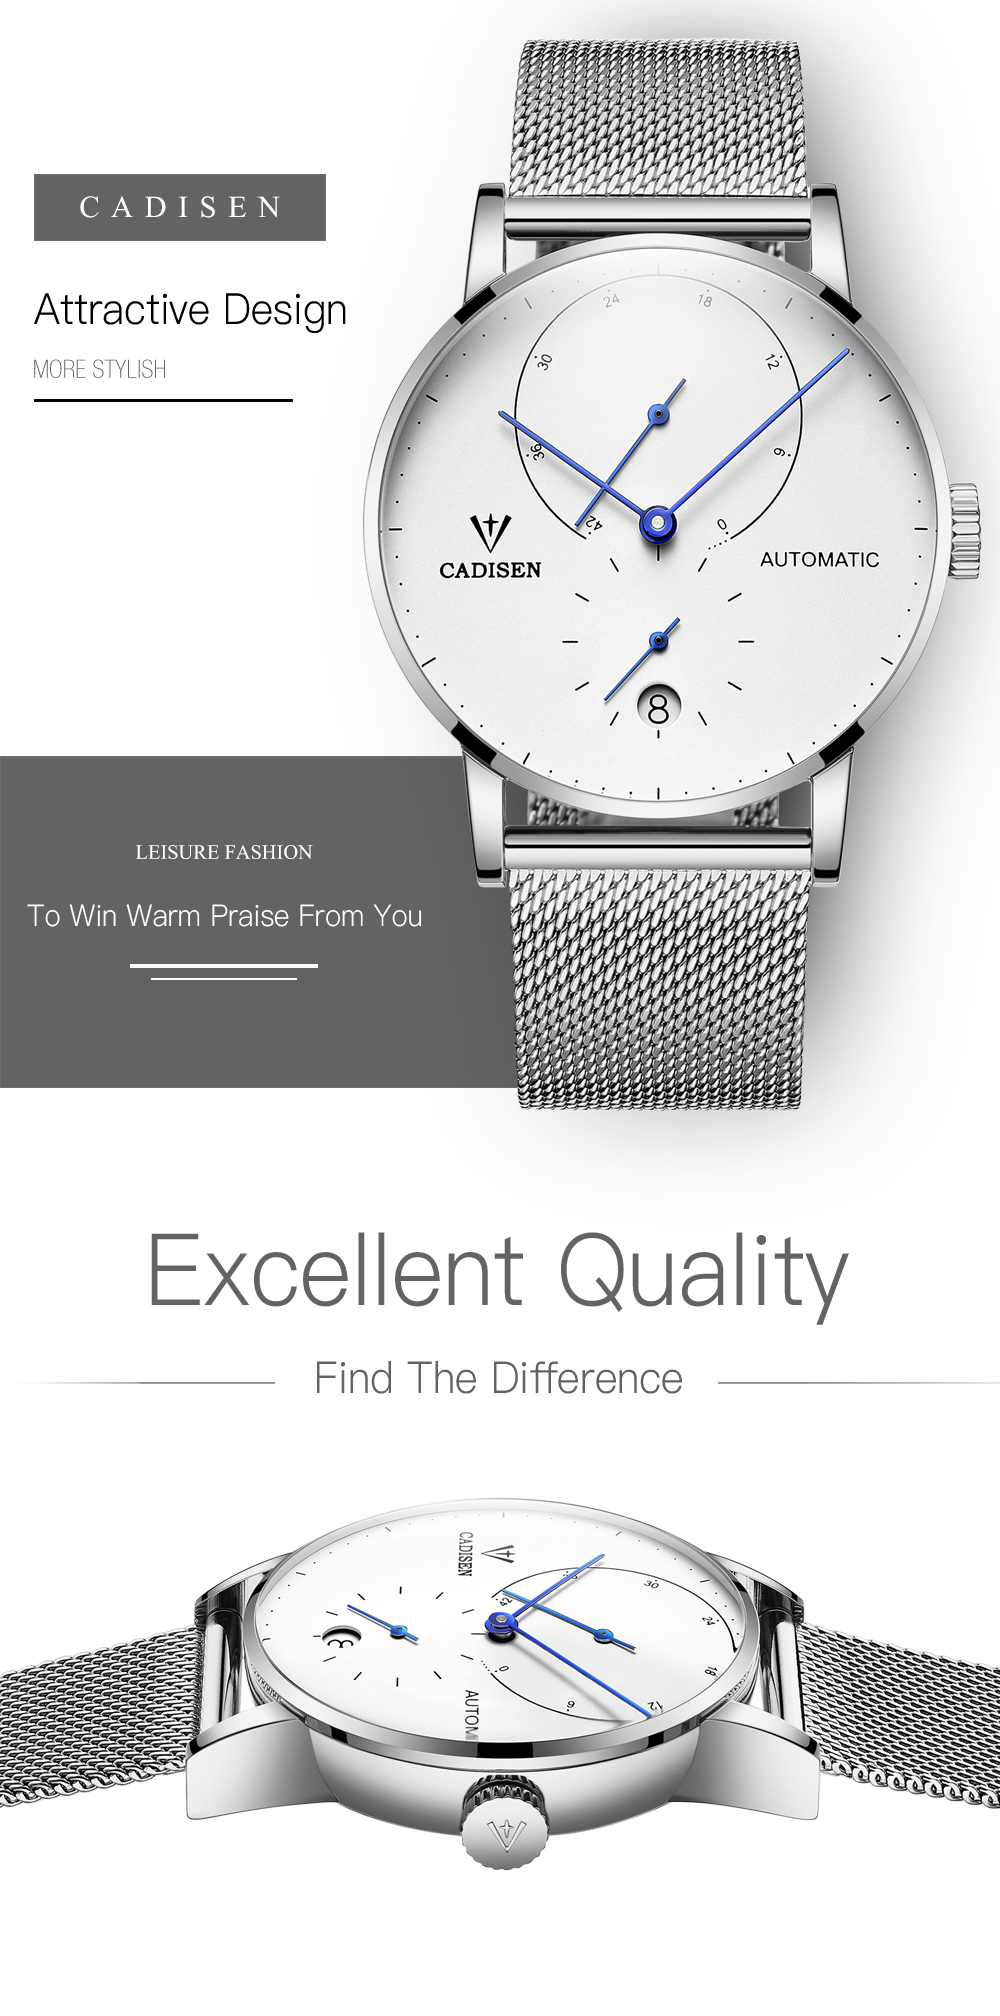 CADISEN
Attractive Design
MORE STYLISH
24
18
30
12
36
6
42
0
CADISEN
AUTOMATIC
8
LEISURE FASHION
To Win Warm Praise From You
Excellent Quality
Find The Difference
CADISEN
30
42
24
18
0
6
12
AUTOM